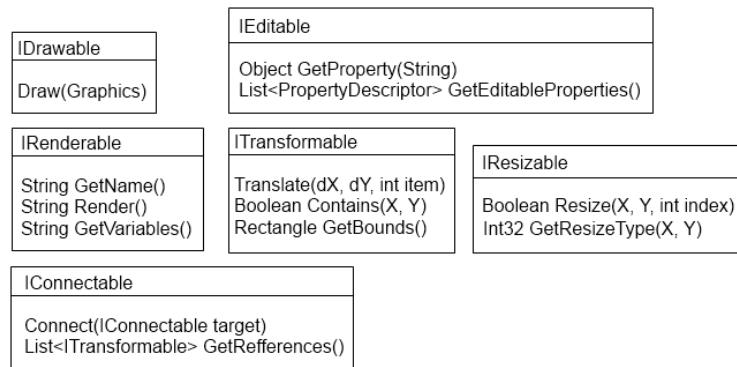 IDrawable
Draw(Graphics)
IEditable
Object GetProperty(String)
List<PropertyDescriptor> GetEditableProperties()
IRenderable
String GetName()
String Render()
String GetVariables()
ITransformable
Translate(dX, dY, int item)
Boolean Contains(X, Y)
Rectangle GetBounds()
IResizable
Boolean Resize(X, Y, int index)
Int32 GetResizeType(X, Y)
IConnectable
Connect(IConnectable target)
List<ITransformable> GetRefferences()